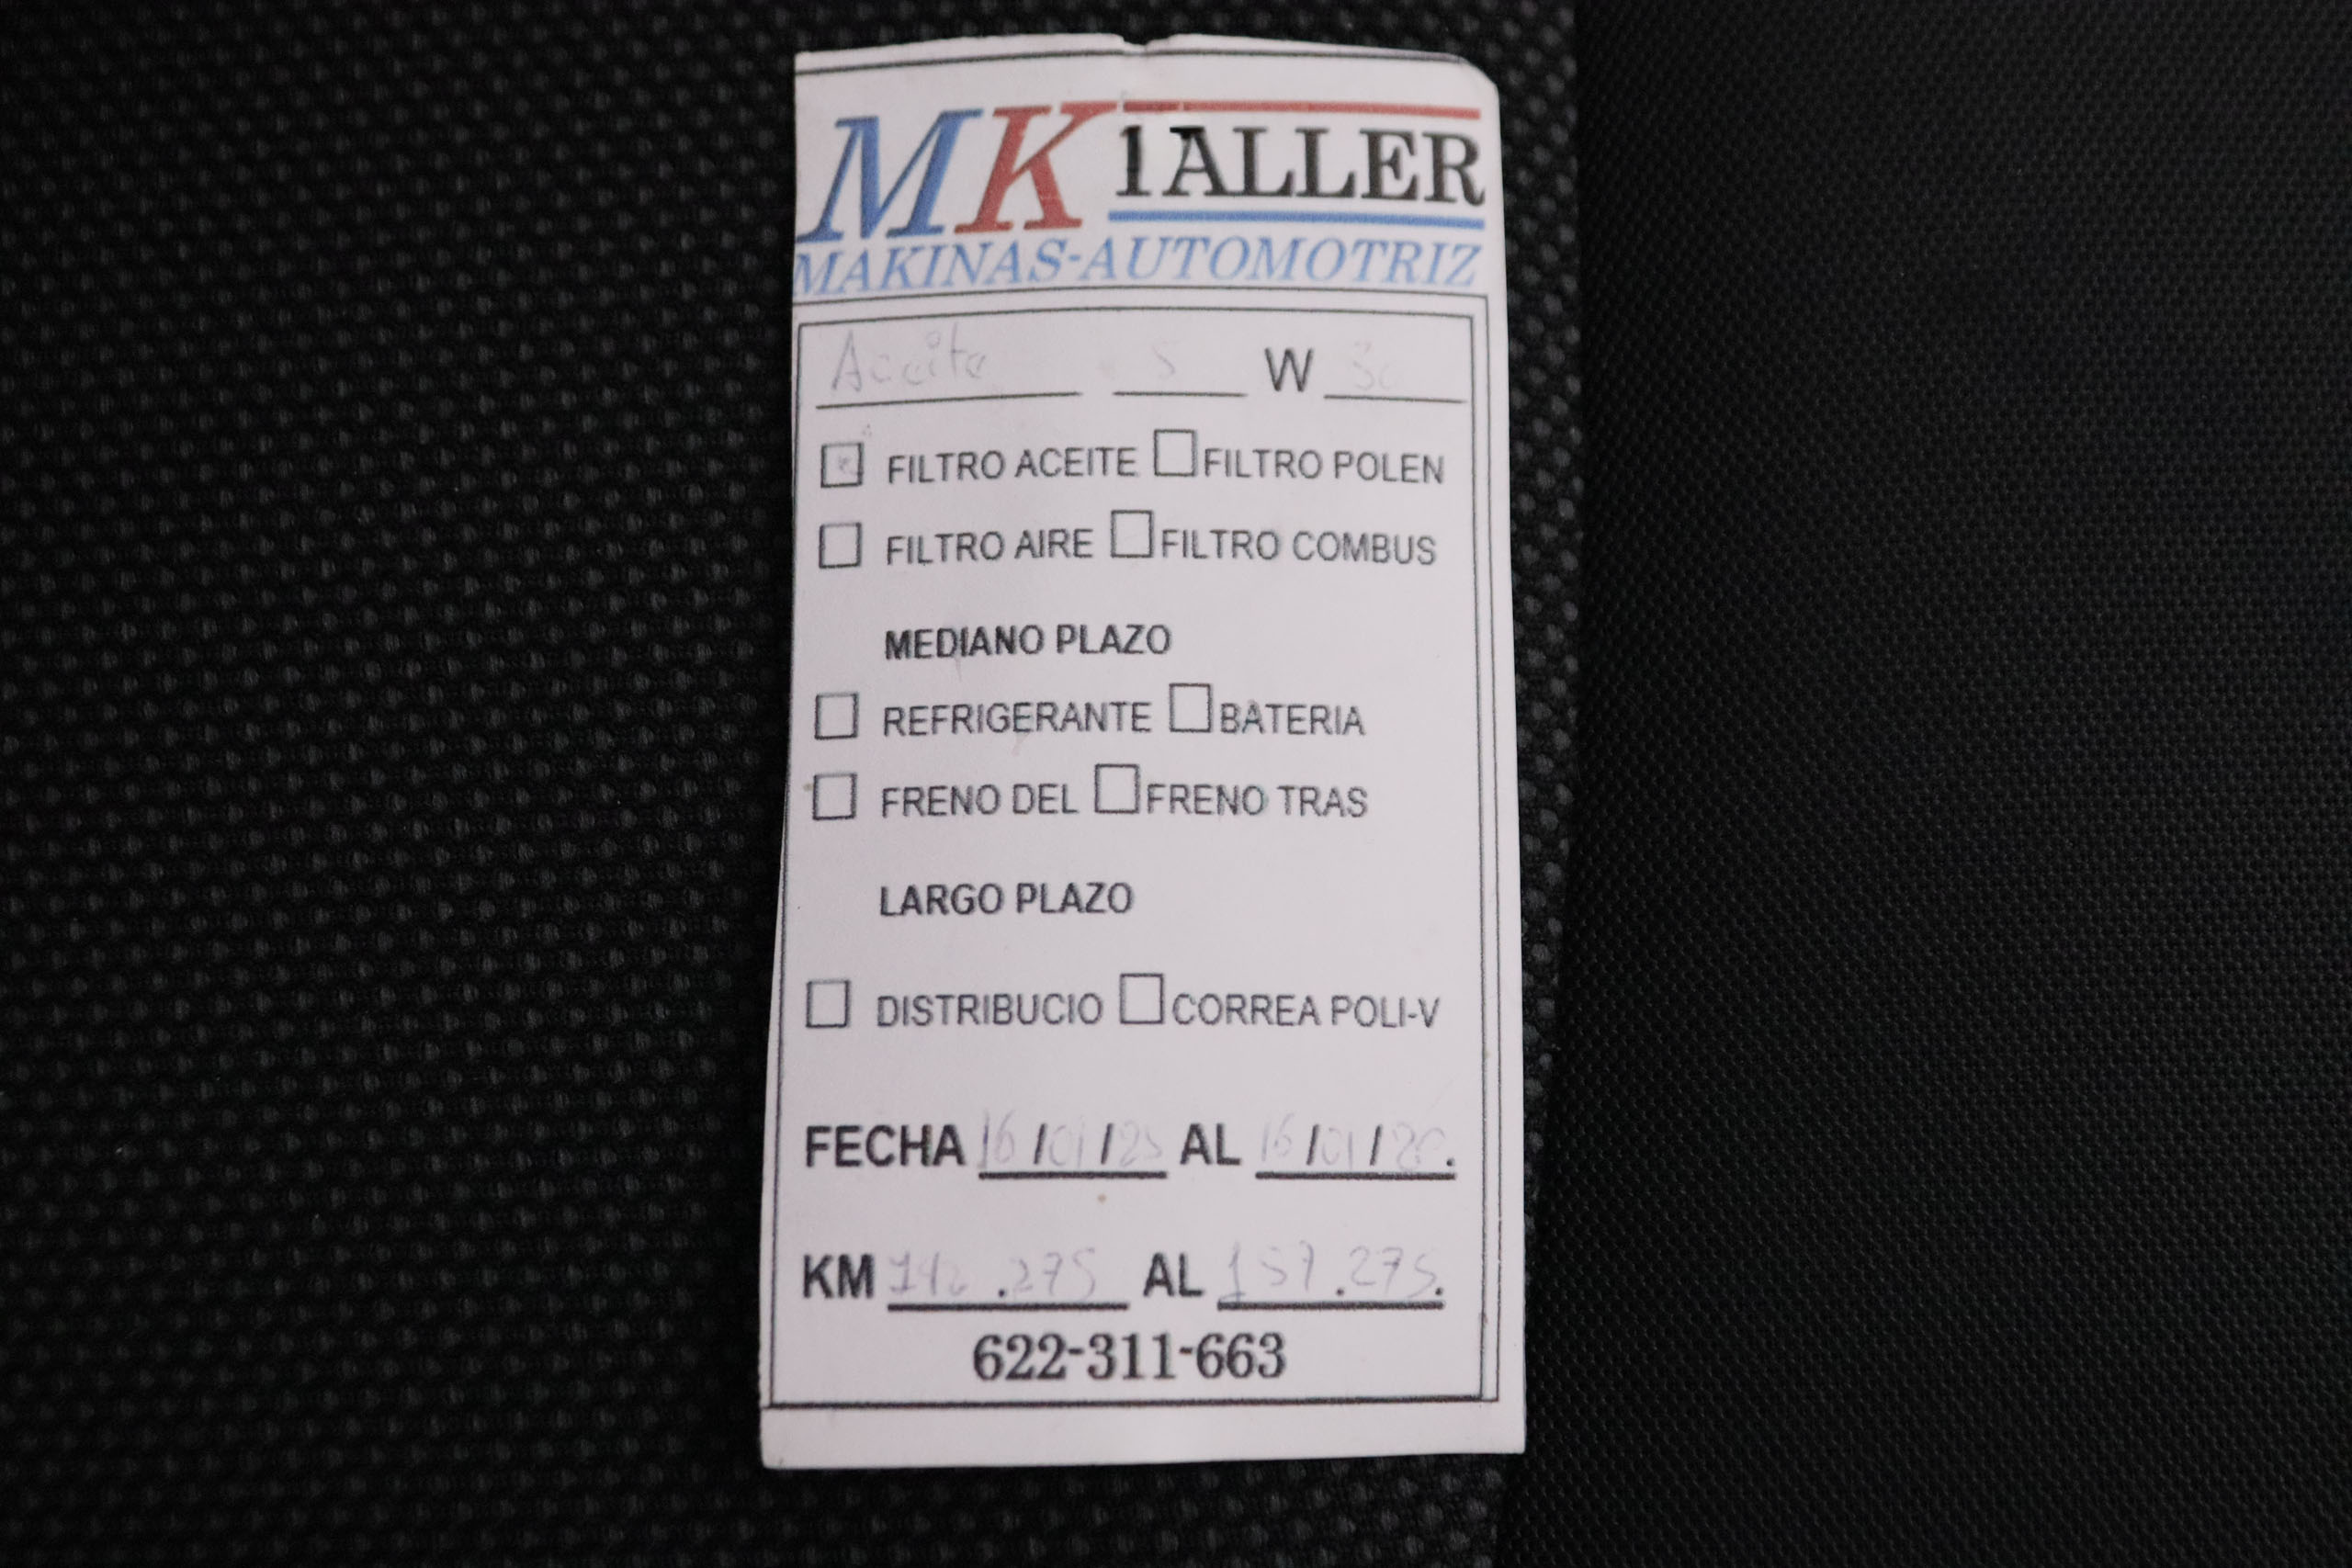 MK TALLER
MAKINAS-AUTOMOTRIZ
Aceite 5 W 30
FILTRO ACEITE FILTRO POLEN
FILTRO AIRE FILTRO COMBUS
MEDIANO PLAZO
REFRIGERANTE BATERIA
FRENO DEL FRENO TRAS
LARGO PLAZO
DISTRIBUCIO CORREA POLI-V
FECHA 16/01/25 AL 16/01/26.
KM 142.275 AL 157.275.
622-311-663